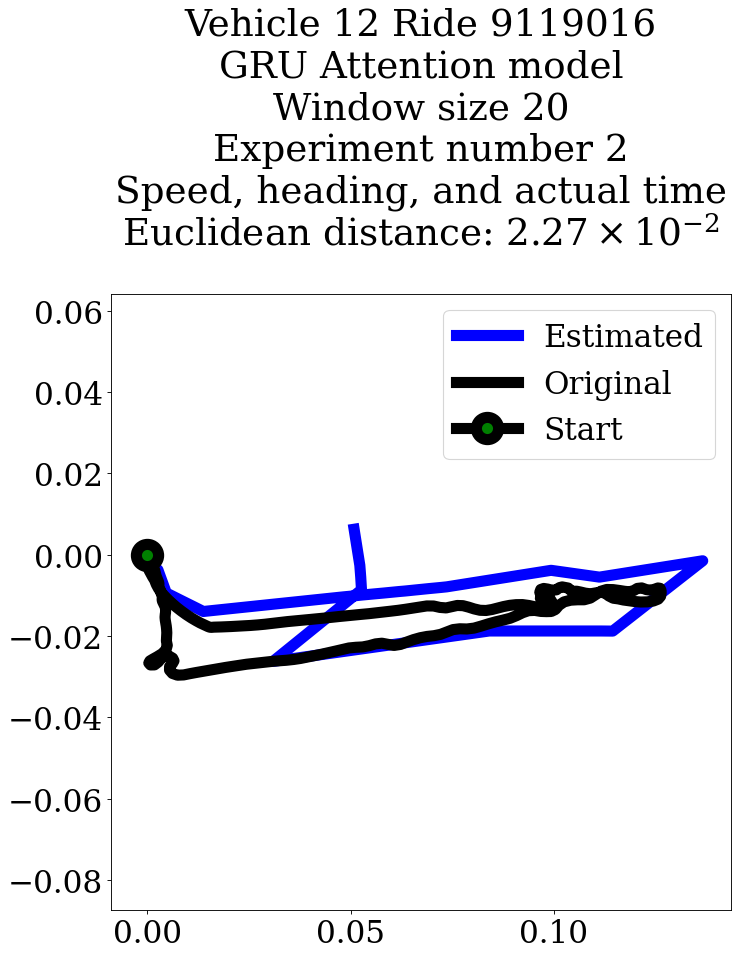 Vehicle 12 Ride 9119016
GRU Attention model
Window size 20
Experiment number 2
Speed, heading, and actual time
Euclidean distance: 2.27 × 10⁻²
Estimated
Original
Start
0.06
0.04
0.02
0.00
−0.02
−0.04
−0.06
−0.08
0.00 0.05 0.10